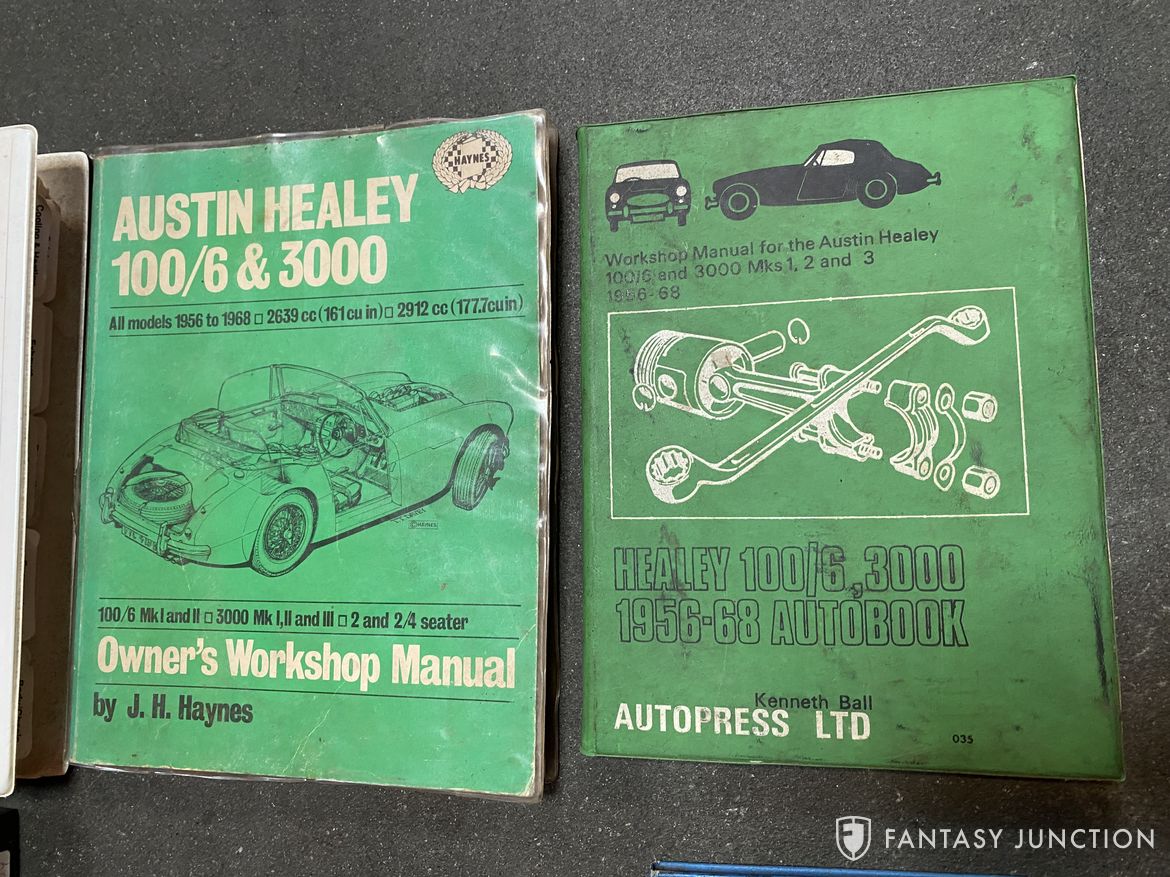 HAYNES
AUSTIN HEALEY
100/6 & 3000
All models 1956 to 1968 □ 2639 cc (161 cu in) □ 2912 cc (177.7cu in)
© HAYNES
100/6 Mk I and II □ 3000 Mk I, II and III □ 2 and 2/4 seater
Owner's Workshop Manual
by J. H. Haynes
Workshop Manual for the Austin Healey
100/6 and 3000 Mks 1, 2 and 3
1956-68
HEALEY 100/6, 3000
1956-68 AUTOBOOK
Kenneth Ball
AUTOPRESS LTD
035
FANTASY JUNCTION